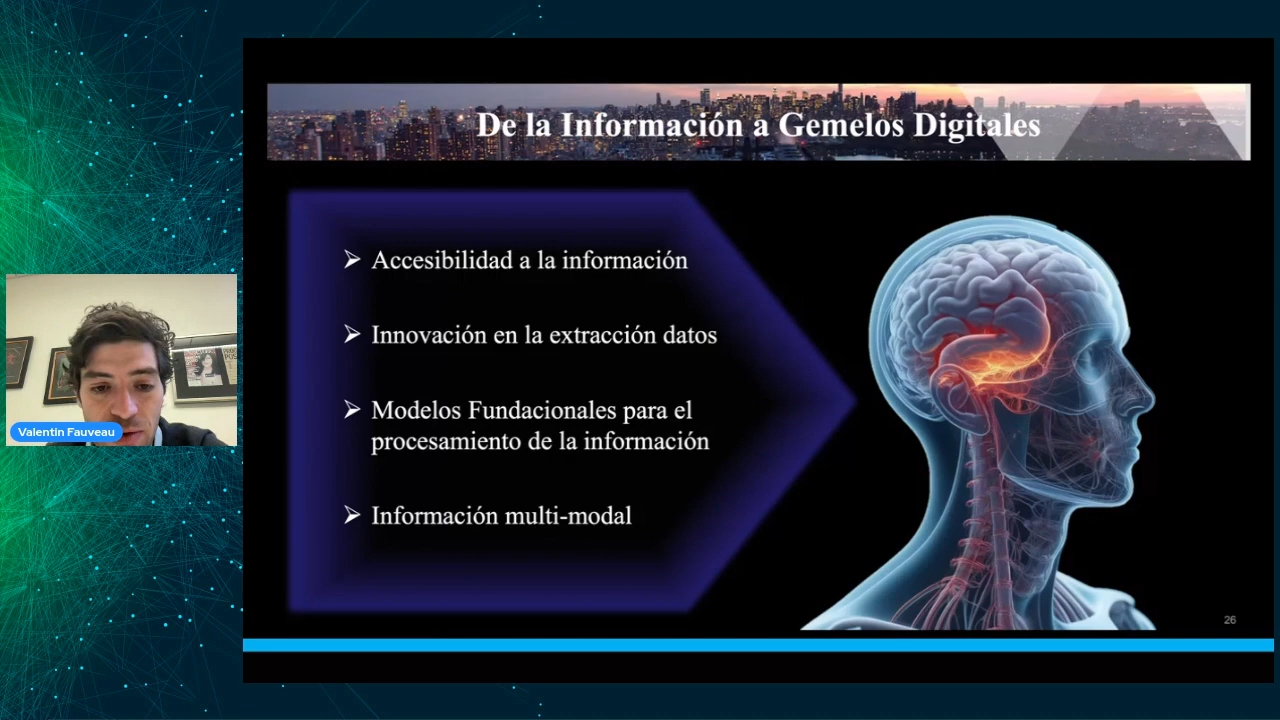 De la Información a Gemelos Digitales
Accesibilidad a la información
Innovación en la extracción datos
Modelos Fundacionales para el
procesamiento de la información
Información multi-modal
Valentin Fauveau
26